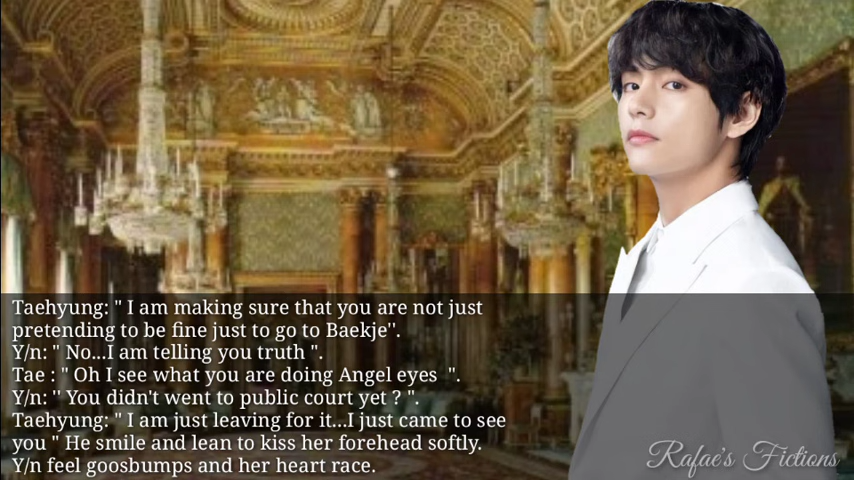 Taehyung: " I am making sure that you are not just
pretending to be fine just to go to Baekje".
Y/n: " No...I am telling you truth ".
Tae : " Oh I see what you are doing Angel eyes  ".
Y/n: " You didn't went to public court yet ? ".
Taehyung: " I am just leaving for it...I just came to see
you " He smile and lean to kiss her forehead softly.
Y/n feel goosbumps and her heart race.
Rafae's Fictions